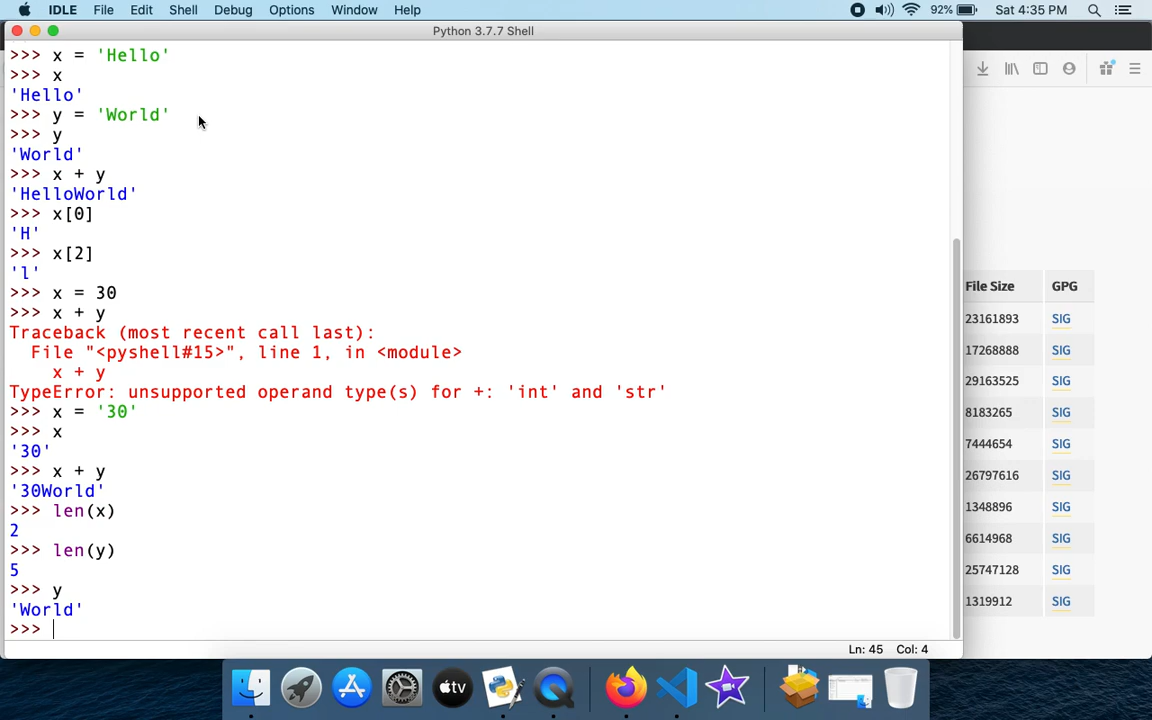 IDLE File Edit Shell Debug Options Window Help 92% Sat 4:35 PM
Python 3.7.7 Shell
>>> x = 'Hello'
>>> x
'Hello'
>>> y = 'World'
>>> y
'World'
>>> x + y
'HelloWorld'
>>> x[0]
'H'
>>> x[2]
'l'
>>> x = 30
>>> x + y
Traceback (most recent call last):
  File "<pyshell#15>", line 1, in <module>
    x + y
TypeError: unsupported operand type(s) for +: 'int' and 'str'
>>> x = '30'
>>> x
'30'
>>> x + y
'30World'
>>> len(x)
2
>>> len(y)
5
>>> y
'World'
>>>
Ln: 45 Col: 4
File Size GPG
23161893 SIG
17268888 SIG
29163525 SIG
8183265 SIG
7444654 SIG
26797616 SIG
1348896 SIG
6614968 SIG
25747128 SIG
1319912 SIG
tv